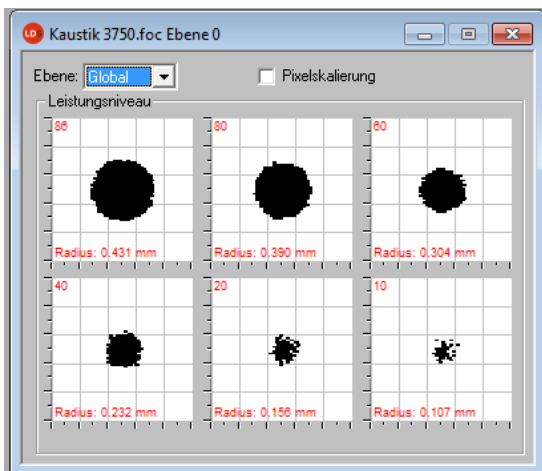 LDS Kaustik 3750.foc Ebene 0
Ebene: Global
Pixelskalierung
Leistungsniveau
86
80
60
Radius: 0.431 mm
Radius: 0.390 mm
Radius: 0.304 mm
40
20
10
Radius: 0.232 mm
Radius: 0.156 mm
Radius: 0.107 mm